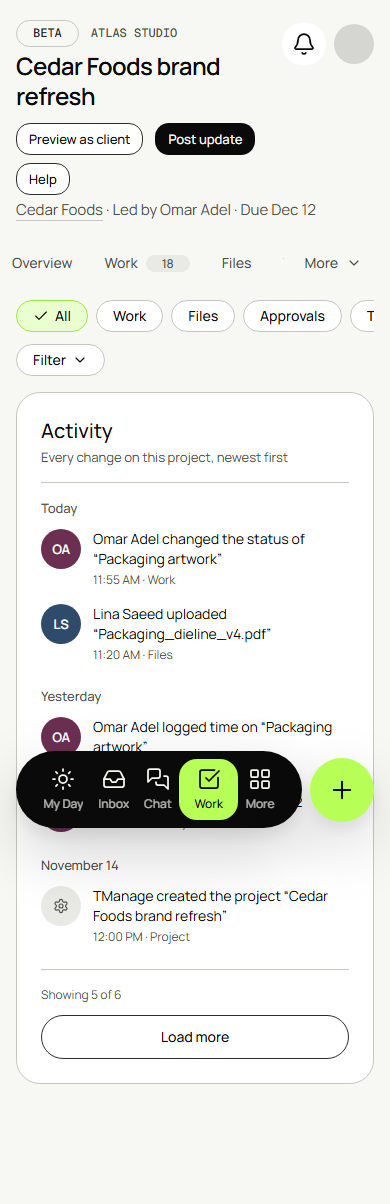 BETA ATLAS STUDIO
Cedar Foods brand
refresh
Preview as client Post update
Help
Cedar Foods · Led by Omar Adel · Due Dec 12
Overview Work 18 Files More
All Work Files Approvals T
Filter
Activity
Every change on this project, newest first
Today
OA Omar Adel changed the status of
“Packaging artwork”
11:55 AM · Work
LS Lina Saeed uploaded
“Packaging_dieline_v4.pdf”
11:20 AM · Files
Yesterday
OA Omar Adel logged time on “Packaging
artwork”
My Day Inbox Chat Work More
November 14
TManage created the project “Cedar
Foods brand refresh”
12:00 PM · Project
Showing 5 of 6
Load more